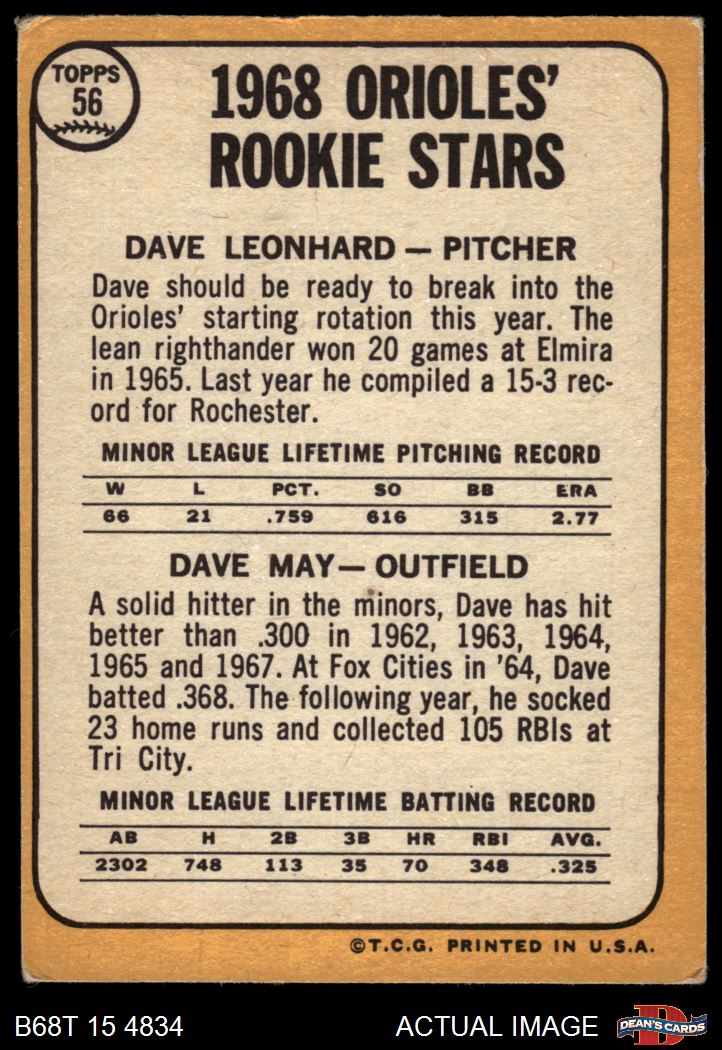 TOPPS
56
1968 ORIOLES'
ROOKIE STARS
DAVE LEONHARD — PITCHER
Dave should be ready to break into the
Orioles' starting rotation this year. The
lean righthander won 20 games at Elmira
in 1965. Last year he compiled a 15-3 rec-
ord for Rochester.
MINOR LEAGUE LIFETIME PITCHING RECORD
W L PCT. SO BB ERA
66 21 .759 616 315 2.77
DAVE MAY — OUTFIELD
A solid hitter in the minors, Dave has hit
better than .300 in 1962, 1963, 1964,
1965 and 1967. At Fox Cities in '64, Dave
batted .368. The following year, he socked
23 home runs and collected 105 RBIs at
Tri City.
MINOR LEAGUE LIFETIME BATTING RECORD
AB H 2B 3B HR RBI AVG.
2302 748 113 35 70 348 .325
©T.C.G. PRINTED IN U.S.A.
B68T 15 4834 ACTUAL IMAGE
D
DEAN'S CARDS